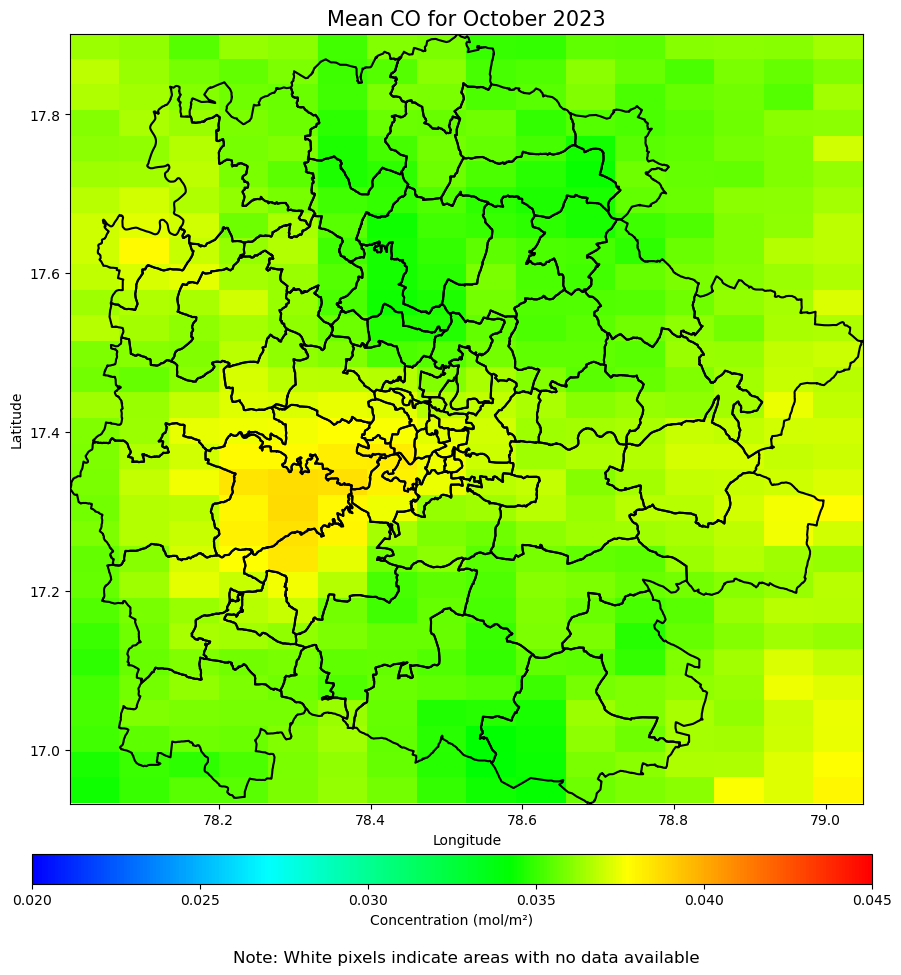 Mean CO for October 2023
17.8
17.6
17.4
17.2
17.0
Latitude
78.2 78.4 78.6 78.8 79.0
Longitude
0.020 0.025 0.030 0.035 0.040 0.045
Concentration (mol/m²)
Note: White pixels indicate areas with no data available